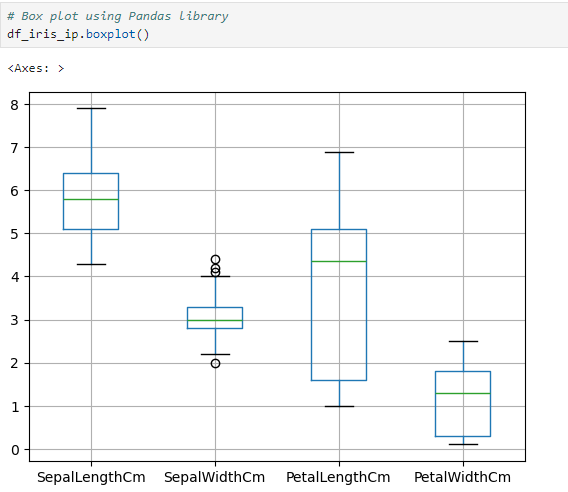 # Box plot using Pandas library
df_iris_ip.boxplot()
<Axes: >
8
7
6
5
4
3
2
1
0
SepalLengthCm SepalWidthCm PetalLengthCm PetalWidthCm